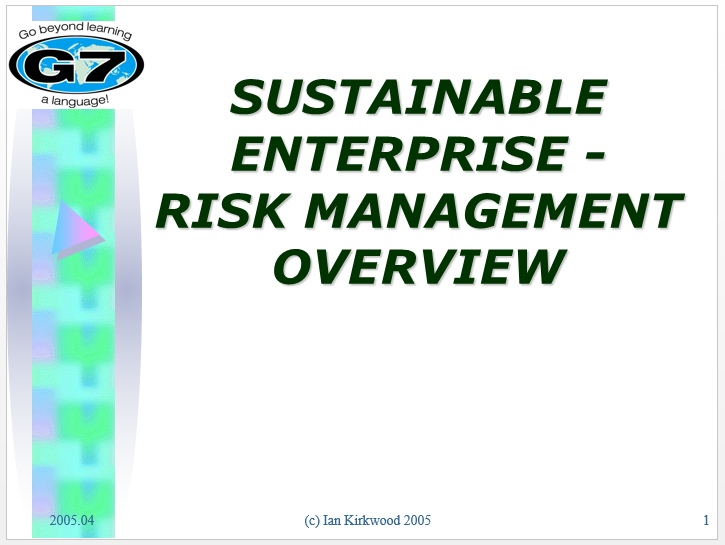 Go beyond learning
G7
a language!
SUSTAINABLE
ENTERPRISE -
RISK MANAGEMENT
OVERVIEW
2005.04
(c) Ian Kirkwood 2005
1